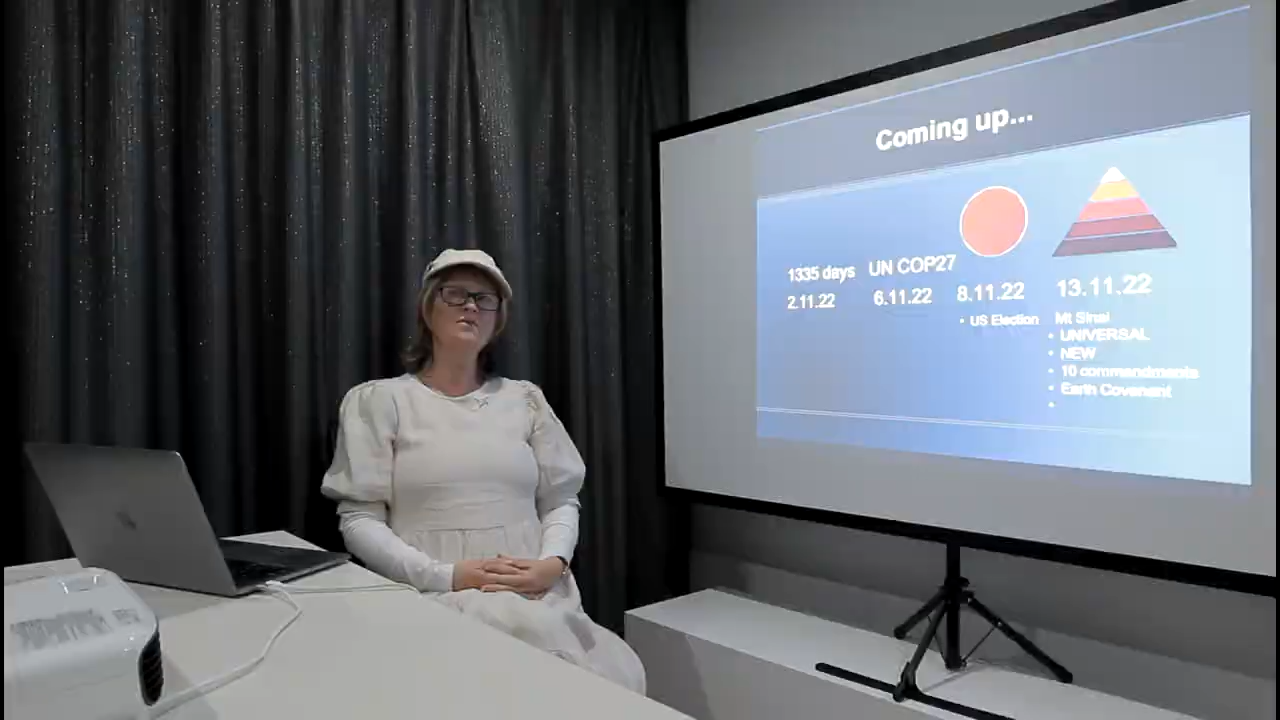 Coming up...
1335 days
2.11.22
UN COP27
6.11.22
8.11.22
• US Election
13.11.22
Mt Sinai
• UNIVERSAL
• NEW
• 10 commandments
• Earth Covenant
•